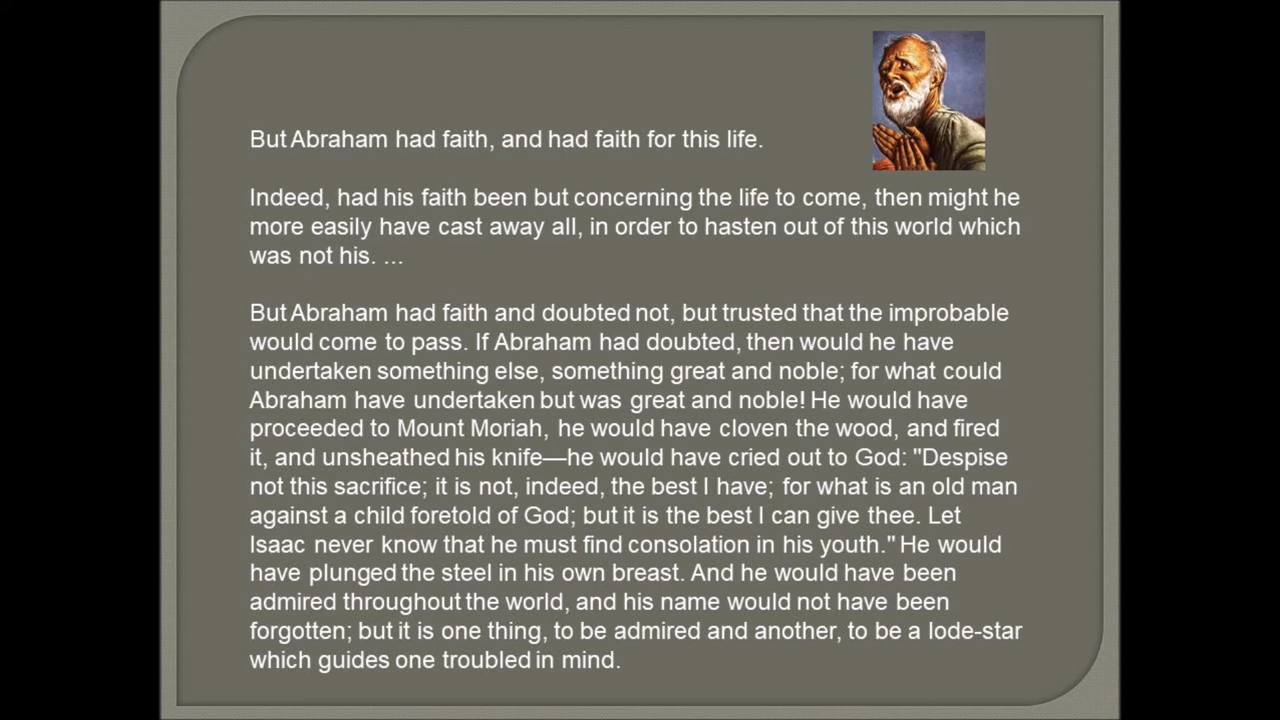 But Abraham had faith, and had faith for this life.
Indeed, had his faith been but concerning the life to come, then might he
more easily have cast away all, in order to hasten out of this world which
was not his. ...
But Abraham had faith and doubted not, but trusted that the improbable
would come to pass. If Abraham had doubted, then would he have
undertaken something else, something great and noble; for what could
Abraham have undertaken but was great and noble! He would have
proceeded to Mount Moriah, he would have cloven the wood, and fired
it, and unsheathed his knife—he would have cried out to God: "Despise
not this sacrifice; it is not, indeed, the best I have; for what is an old man
against a child foretold of God; but it is the best I can give thee. Let
Isaac never know that he must find consolation in his youth." He would
have plunged the steel in his own breast. And he would have been
admired throughout the world, and his name would not have been
forgotten; but it is one thing, to be admired and another, to be a lode-star
which guides one troubled in mind.